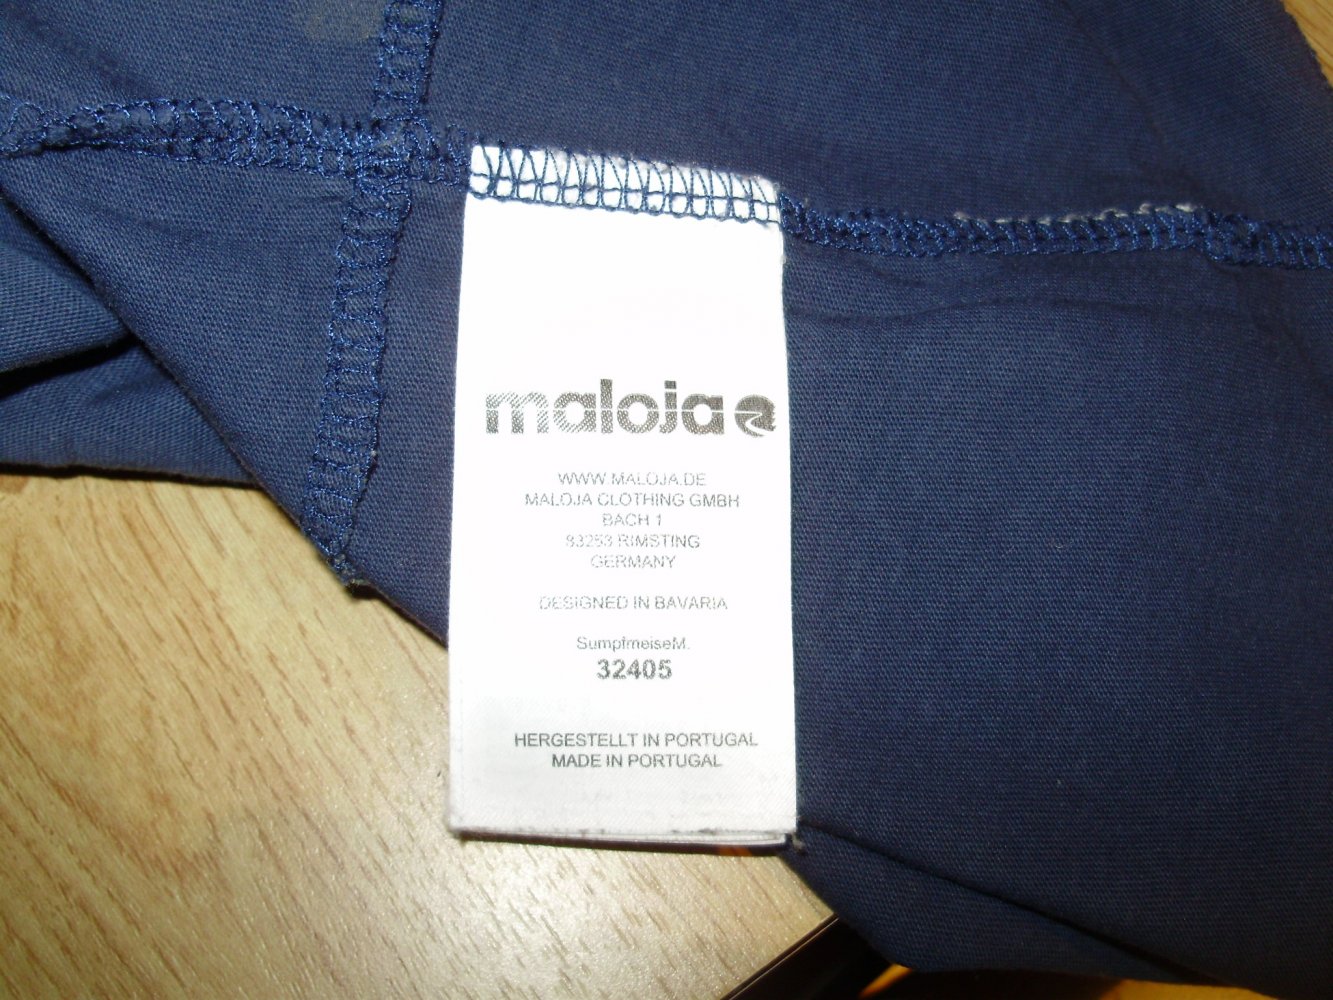 maloja
WWW.MALOJA.DE
MALOJA CLOTHING GMBH
BACH 1
83253 RIMSTING
GERMANY
DESIGNED IN BAVARIA
SumpfmeiseM.
32405
HERGESTELLT IN PORTUGAL
MADE IN PORTUGAL